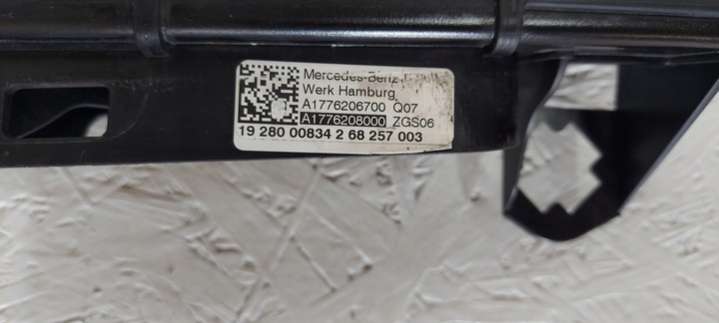 Mercedes-Benz
Werk Hamburg
A1776206700 Q07
A1776208000 ZGS06
19 280 00834 2 68 257 003